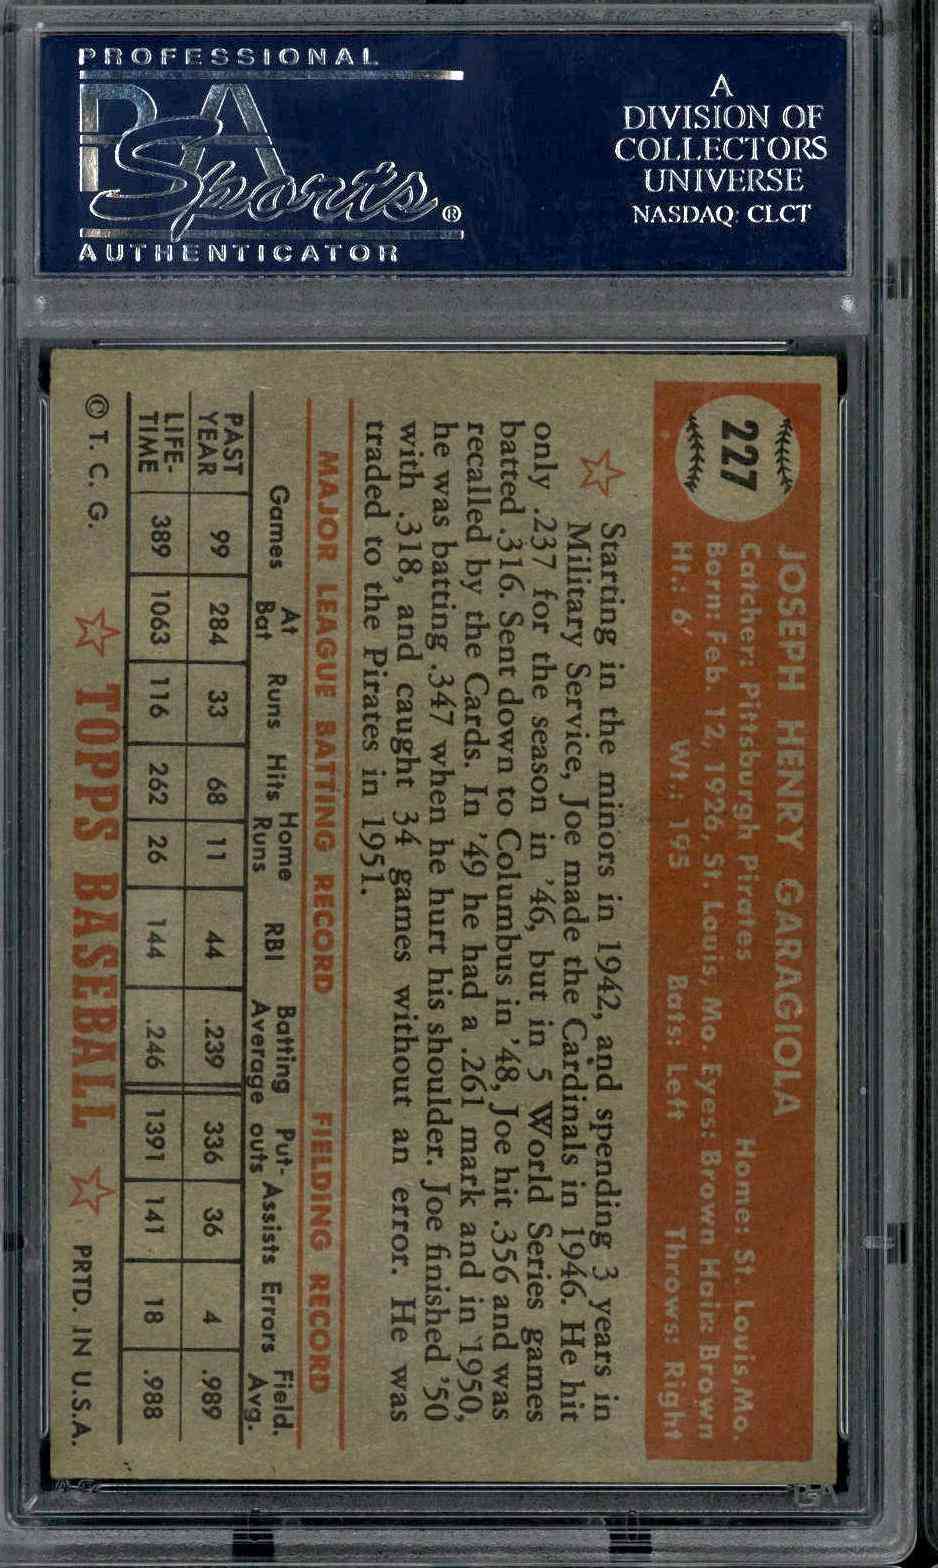 PROFESSIONAL
PSA
Sports®
AUTHENTICATOR
A
DIVISION OF
COLLECTORS
UNIVERSE
NASDAQ: CLCT
227
JOSEPH HENRY GARAGIOLA
Catcher: Pittsburgh Pirates Home: St. Louis, Mo.
Born: Feb. 12, 1926, St. Louis, Mo. Eyes: Brown Hair: Brown
Ht.: 6' Wt.: 195 Bats: Left Throws: Right
Starting in the minors in 1942, and spending 3 years in
Military Service, Joe made the Cardinals in 1946. He hit
only .237 for the season in '46, but in 5 World Series games
batted .316. Sent down to Columbus in '48, Joe hit .356 and was
recalled by the Cards. In '49 he had a .261 mark and in '1950,
he was batting .347 when he hurt his shoulder. Joe finished '50
with .318, and caught 34 games without an error. He was
traded to the Pirates in 1951.
MAJOR LEAGUE BATTING RECORD FIELDING RECORD
Games At Bat Runs Hits Home Runs RBI Batting Average Put-outs Assists Errors Field. Avg.
PAST YEAR 99 284 33 68 11 44 .239 336 36 4 .989
LIFE-TIME 389 1063 116 262 26 144 .246 1391 141 18 .988
© T. C. G. TOPPS BASEBALL PRTD. IN U.S.A.